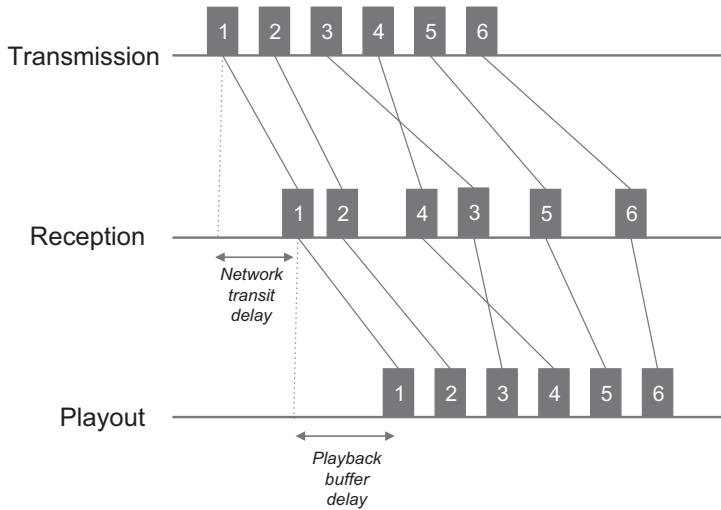 1 2 3 4 5 6
Transmission
1 2 4 3 5 6
Reception
Network
transit
delay
1 2 3 4 5 6
Playout
Playback
buffer
delay